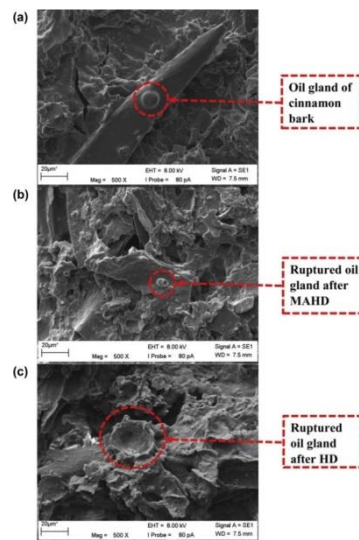 (a)
Oil gland of
cinnamon
bark
20µm
Mag = 500 X
EHT = 8.00 kV
I Probe = 80 pA
Signal A = SE1
WD = 7.5 mm
(b)
Ruptured oil
gland after
MAHD
20µm
Mag = 500 X
EHT = 8.00 kV
I Probe = 80 pA
Signal A = SE1
WD = 7.5 mm
(c)
Ruptured
oil gland
after HD
20µm
Mag = 500 X
EHT = 8.00 kV
I Probe = 80 pA
Signal A = SE1
WD = 7.5 mm